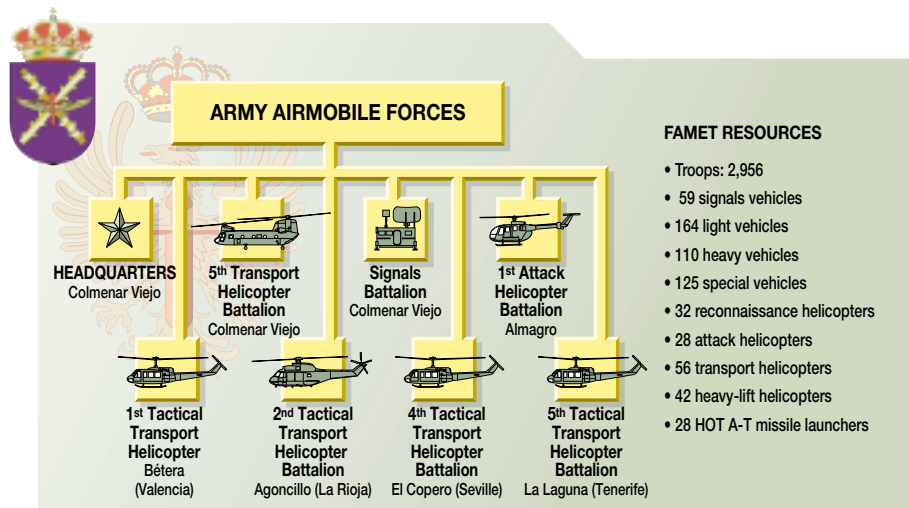 ARMY AIRMOBILE FORCES
HEADQUARTERS
Colmenar Viejo
5th Transport
Helicopter
Battalion
Colmenar Viejo
Signals
Battalion
Colmenar Viejo
1st Attack
Helicopter
Battalion
Almagro
1st Tactical
Transport
Helicopter
Bétera
(Valencia)
2nd Tactical
Transport
Helicopter
Battalion
Agoncillo (La Rioja)
4th Tactical
Transport
Helicopter
Battalion
El Copero (Seville)
5th Tactical
Transport
Helicopter
Battalion
La Laguna (Tenerife)
FAMET RESOURCES
• Troops: 2,956
• 59 signals vehicles
• 164 light vehicles
• 110 heavy vehicles
• 125 special vehicles
• 32 reconnaissance helicopters
• 28 attack helicopters
• 56 transport helicopters
• 42 heavy-lift helicopters
• 28 HOT A-T missile launchers